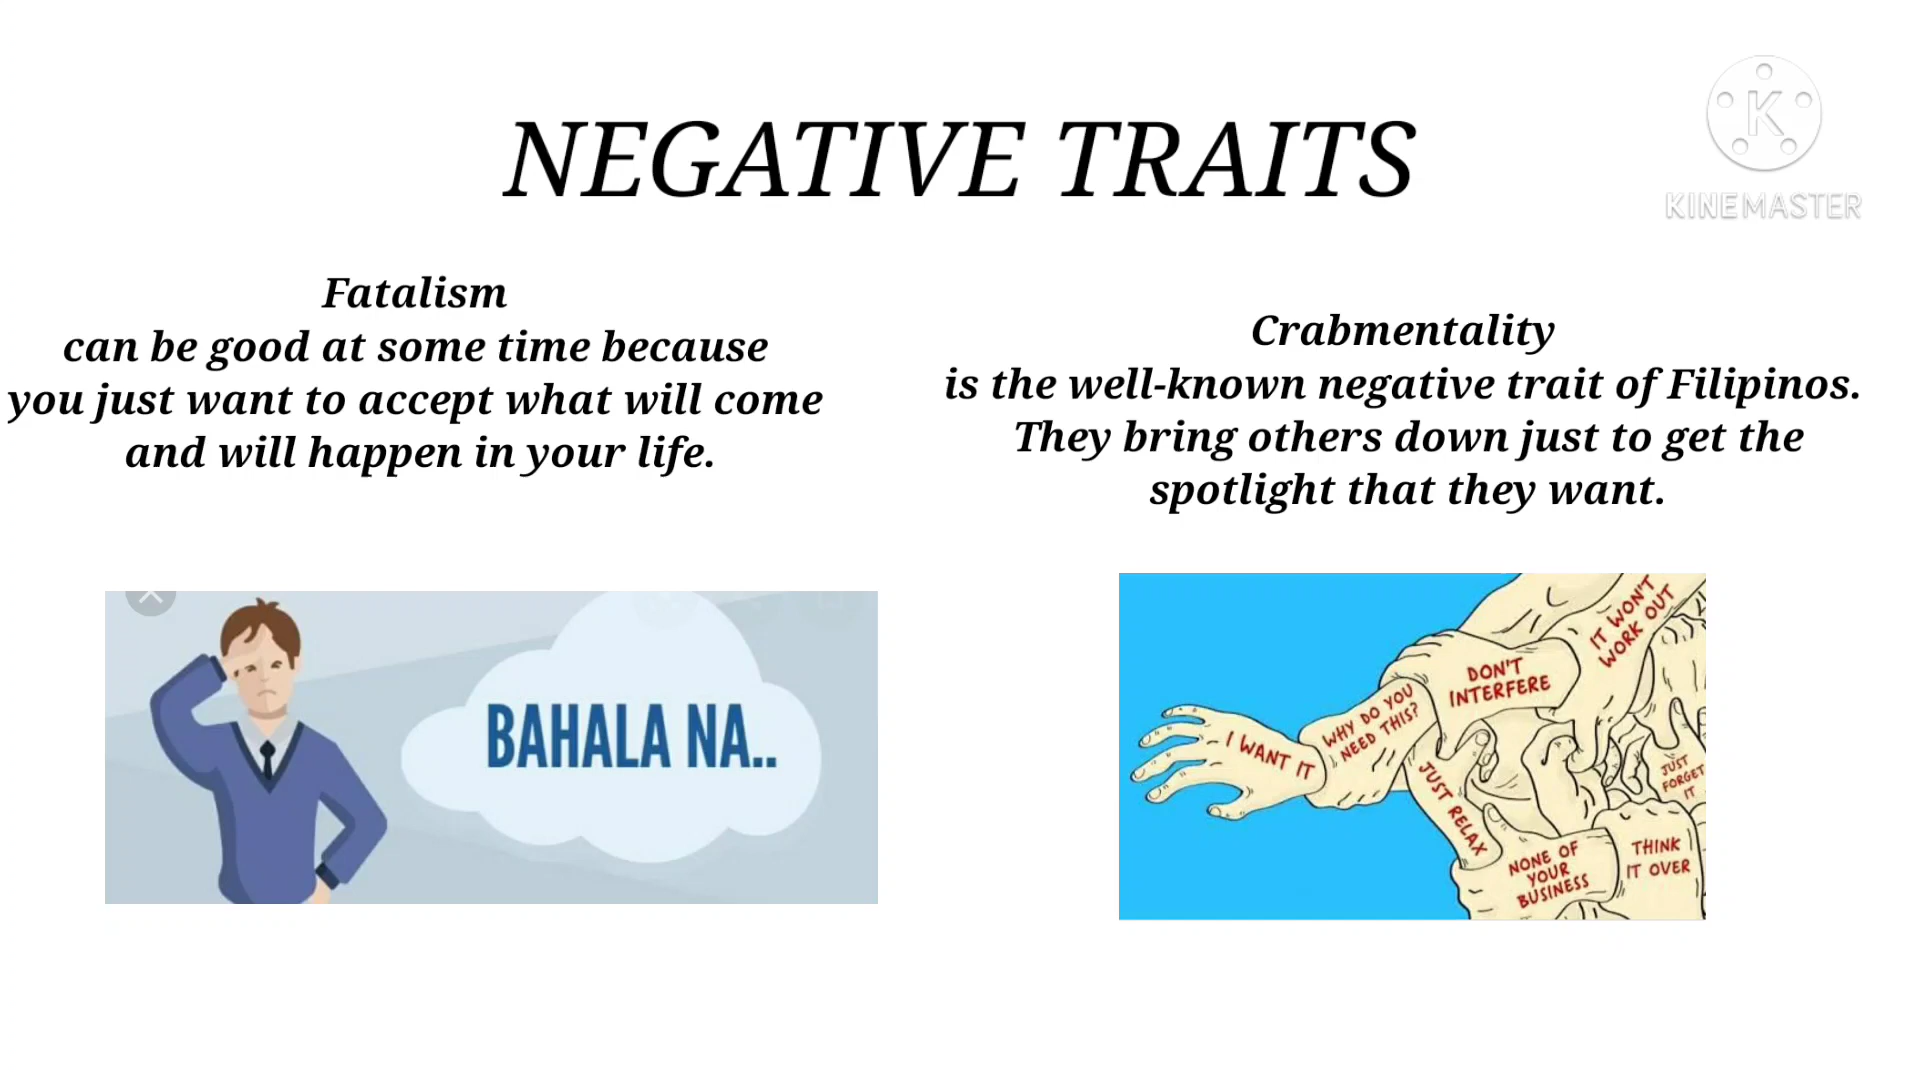 NEGATIVE TRAITS
K
KINEMASTER
Fatalism
can be good at some time because
you just want to accept what will come
and will happen in your life.
Crabmentality
is the well-known negative trait of Filipinos.
They bring others down just to get the
spotlight that they want.
BAHALA NA..
I WANT IT
WHY DO YOU
NEED THIS?
DON'T
INTERFERE
IT WON'T
WORK OUT
JUST RELAX
NONE OF
YOUR
BUSINESS
THINK
IT OVER
JUST
FORGET
IT